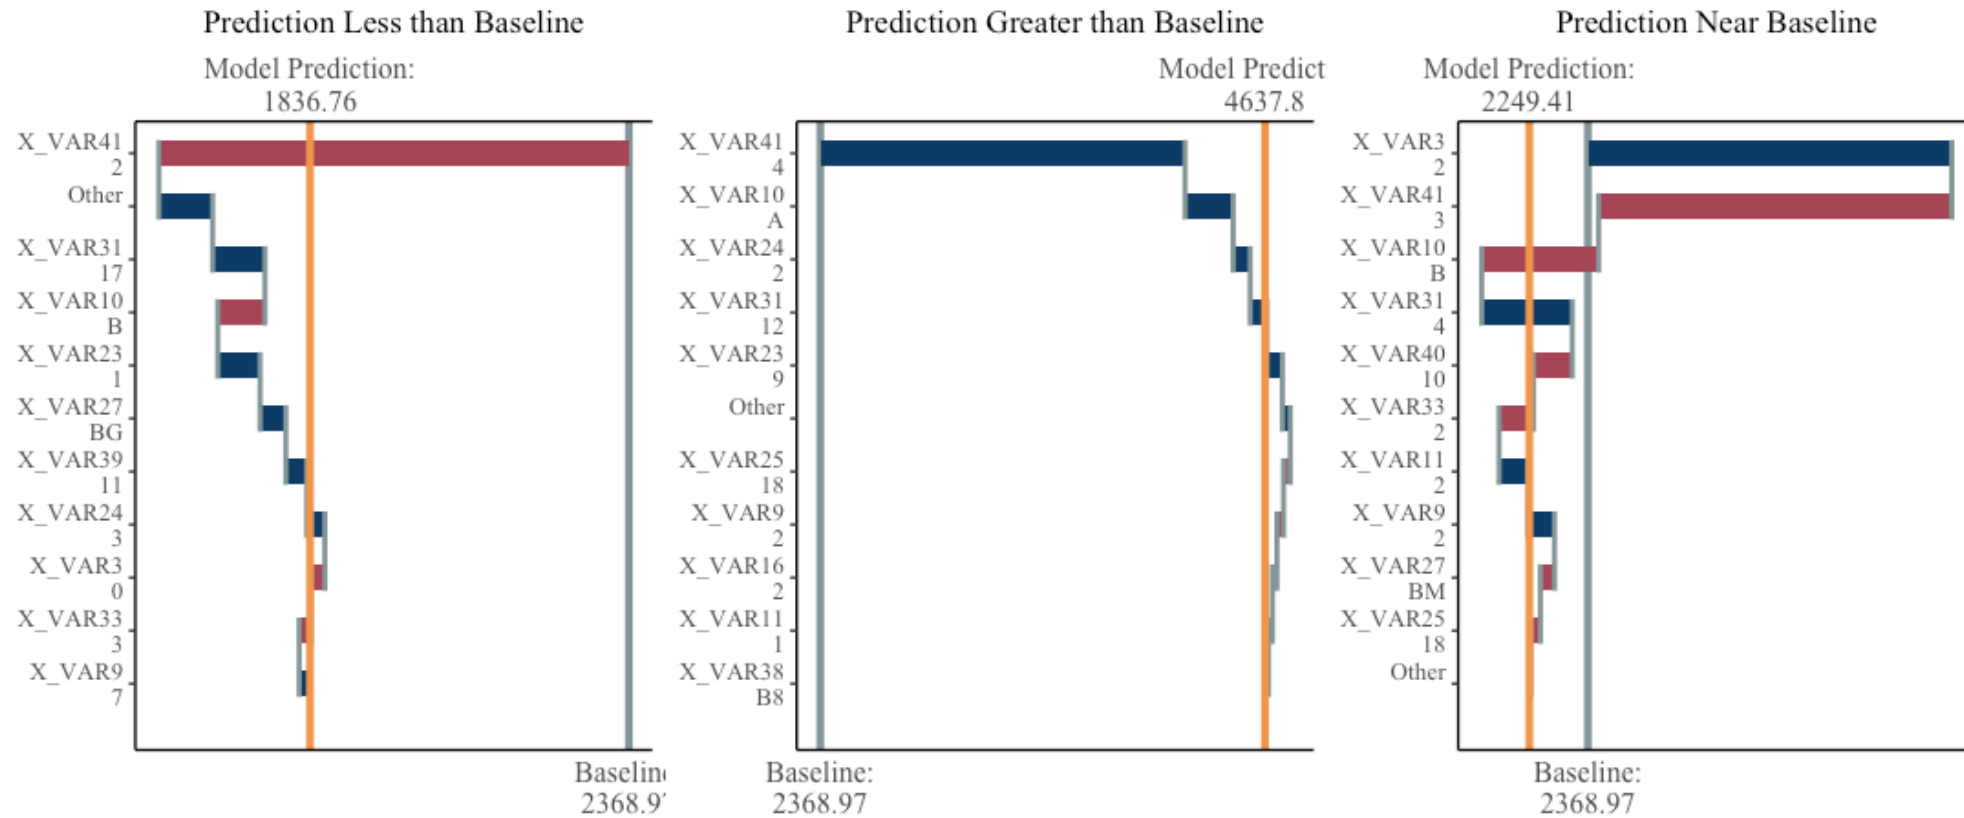 Prediction Less than Baseline
Model Prediction:
1836.76
X_VAR41
2
Other
X_VAR31
17
X_VAR10
B
X_VAR23
1
X_VAR27
BG
X_VAR39
11
X_VAR24
3
X_VAR3
0
X_VAR33
3
X_VAR9
7
Baselin
2368.9
Prediction Greater than Baseline
Model Predict
4637.8
X_VAR41
4
X_VAR10
A
X_VAR24
2
X_VAR31
12
X_VAR23
9
Other
X_VAR25
18
X_VAR9
2
X_VAR16
2
X_VAR11
1
X_VAR38
B8
Baseline:
2368.97
Prediction Near Baseline
Model Prediction:
2249.41
X_VAR3
2
X_VAR41
3
X_VAR10
B
X_VAR31
4
X_VAR40
10
X_VAR33
2
X_VAR11
2
X_VAR9
2
X_VAR27
BM
X_VAR25
18
Other
Baseline:
2368.97